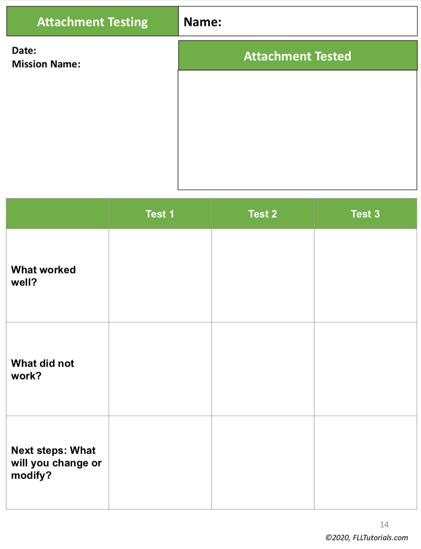 Attachment Testing
Name:
Date:
Mission Name:
Attachment Tested
Test 1
Test 2
Test 3
What worked
well?
What did not
work?
Next steps: What
will you change or
modify?
14
©2020, FLLTutorials.com